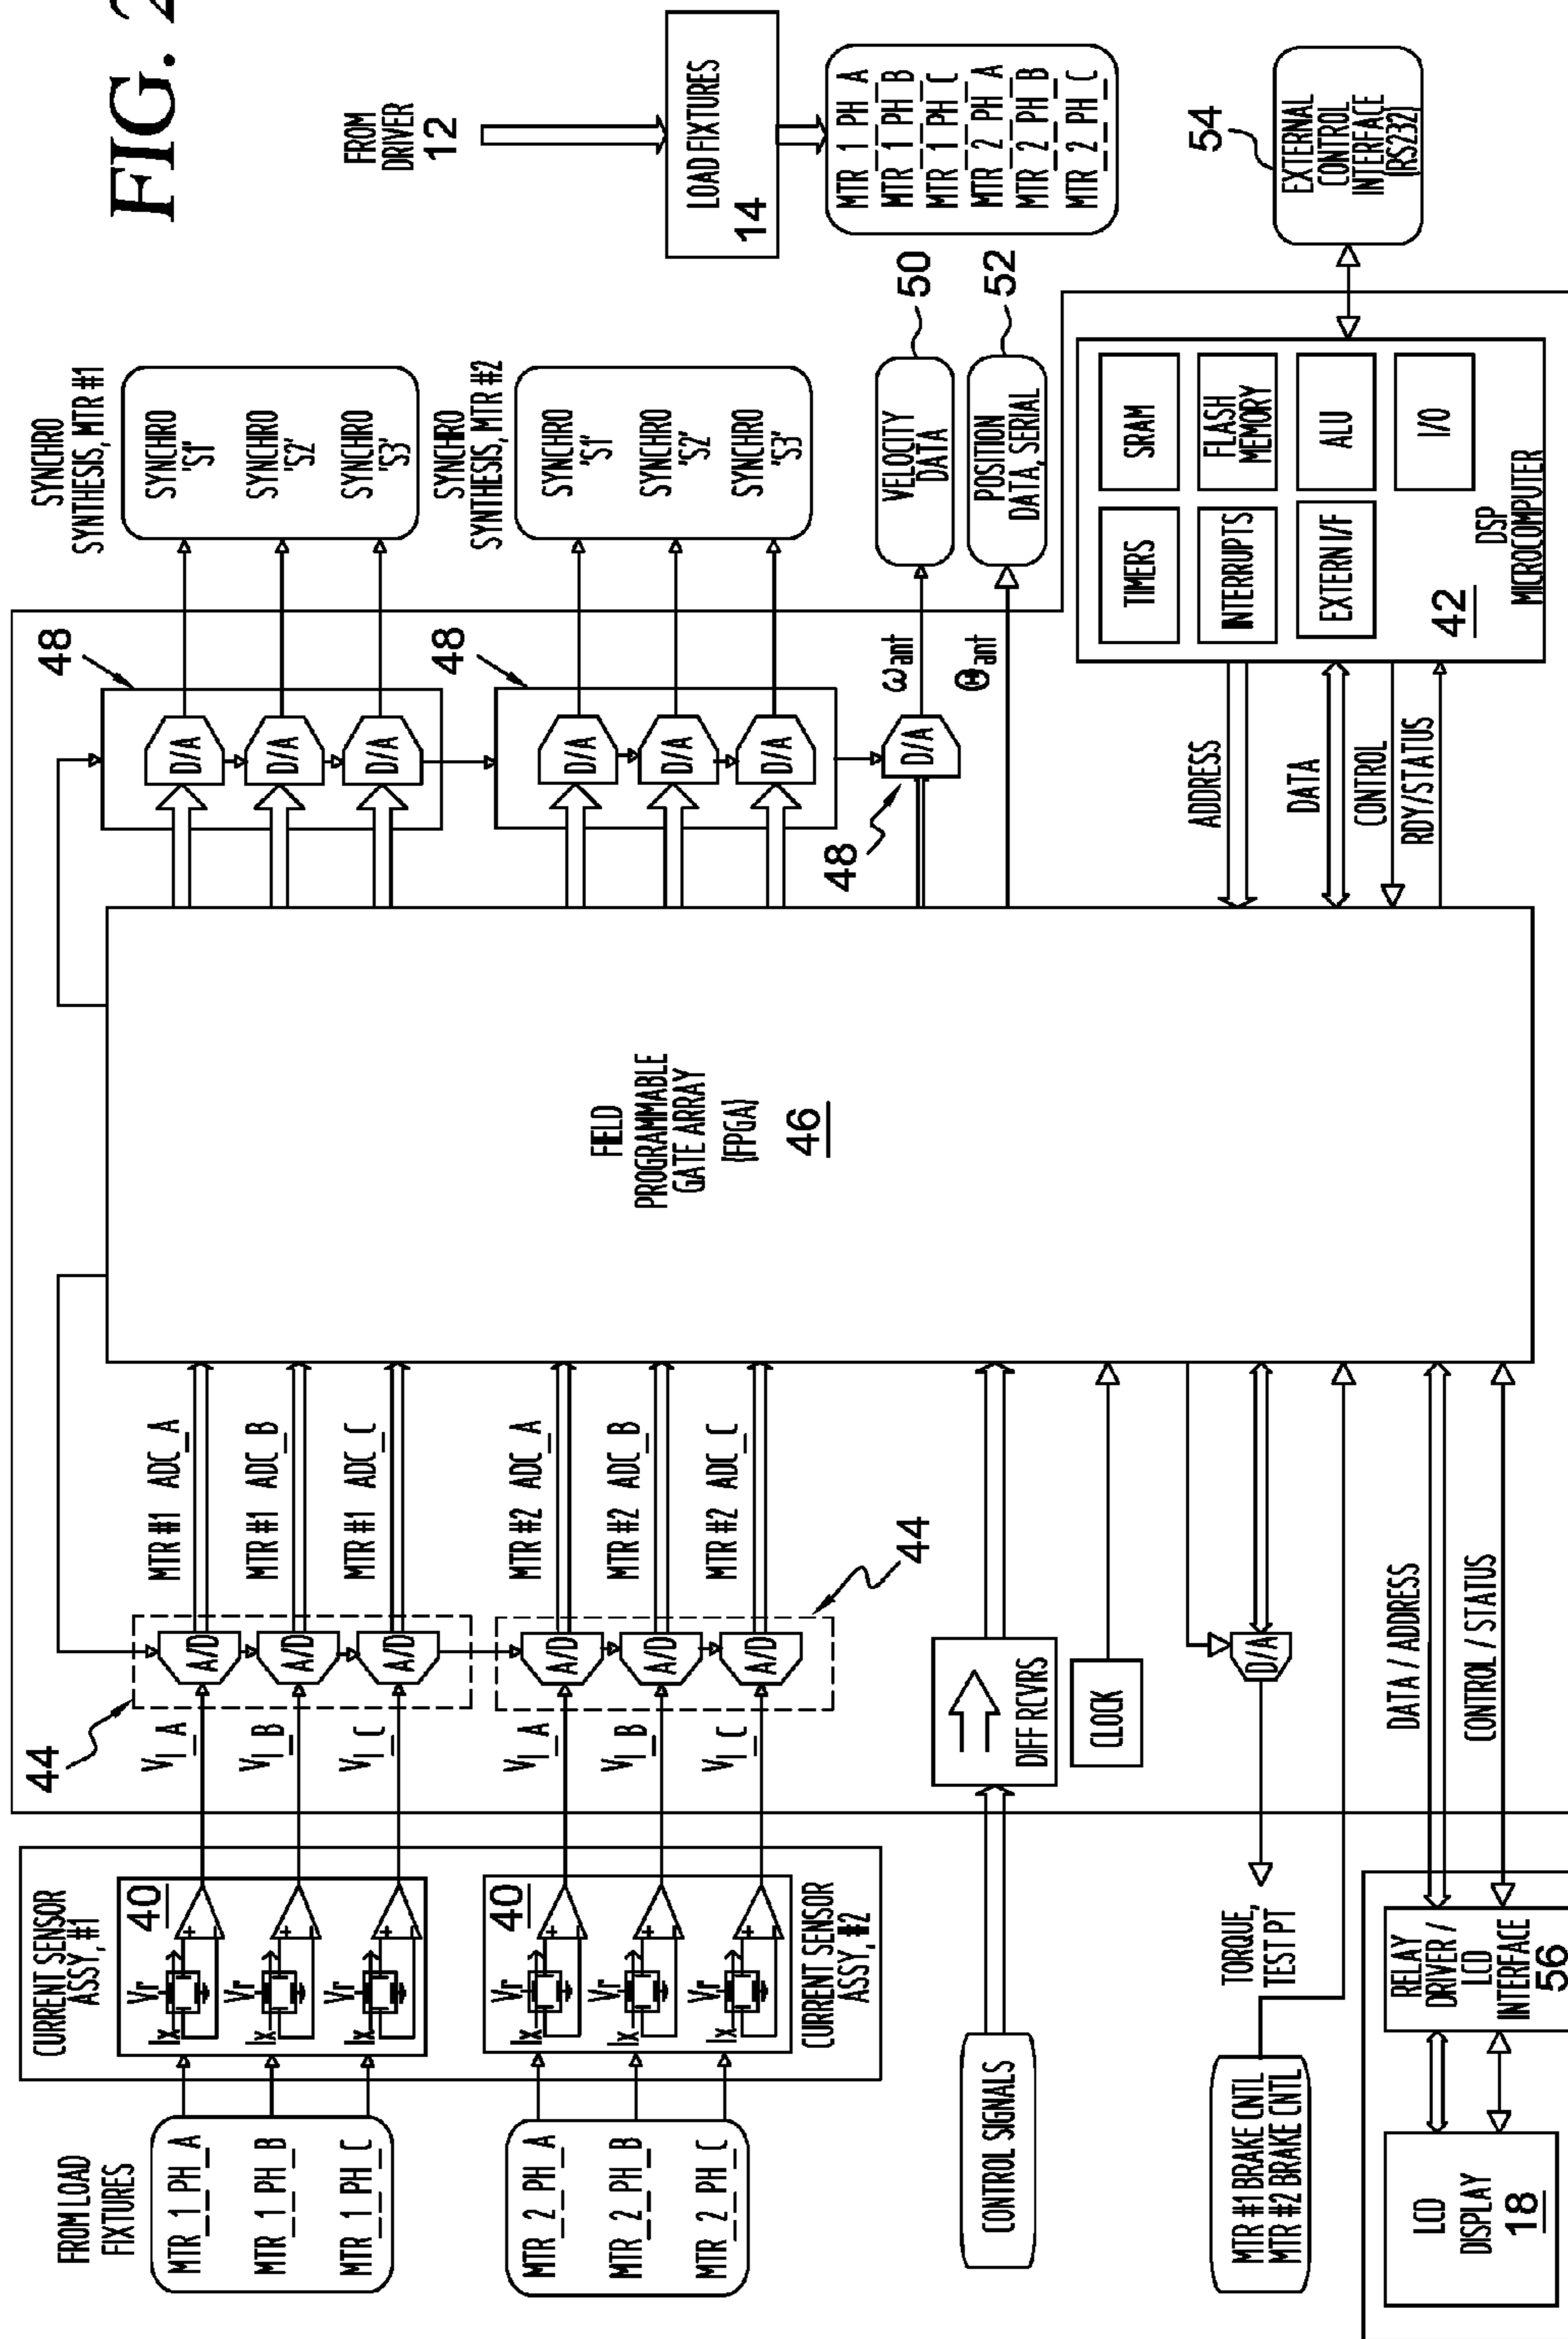 FIG. 2
FROM
DRIVER
12
LOAD FIXTURES
14
MTR_1_PH_A
MTR_1_PH_B
MTR_1_PH_C
MTR_2_PH_A
MTR_2_PH_B
MTR_2_PH_C
FROM LOAD
FIXTURES
MTR_1_PH_A
MTR_1_PH_B
MTR_1_PH_C
MTR_2_PH_A
MTR_2_PH_B
MTR_2_PH_C
CURRENT SENSOR
ASSY, #1
40
Vr
Ix
Vr
Ix
Vr
Ix
40
Vr
Ix
Vr
Ix
Vr
Ix
CURRENT SENSOR
ASSY, #2
44
VI_A
VI_B
VI_C
VI_A
VI_B
VI_C
A/D
A/D
A/D
A/D
A/D
A/D
44
MTR #1 ADC_A
MTR #1 ADC_B
MTR #1 ADC_C
MTR #2 ADC_A
MTR #2 ADC_B
MTR #2 ADC_C
CONTROL SIGNALS
DIFF RCVRS
CLOCK
D/A
TORQUE,
TEST PT
MTR #1 BRAKE CNTL
MTR #2 BRAKE CNTL
DATA / ADDRESS
CONTROL / STATUS
LCD
DISPLAY
18
RELAY
DRIVER /
LCD
INTERFACE
56
FIELD
PROGRAMMABLE
GATE ARRAY
(FPGA)
46
48
D/A
D/A
D/A
48
D/A
D/A
D/A
48
D/A
SYNCHRO
SYNTHESIS, MTR #1
SYNCHRO
'S1'
SYNCHRO
'S2'
SYNCHRO
'S3'
SYNCHRO
SYNTHESIS, MTR #2
SYNCHRO
'S1'
SYNCHRO
'S2'
SYNCHRO
'S3'
ωant
VELOCITY
DATA
50
Θant
POSITION
DATA, SERIAL
52
ADDRESS
DATA
CONTROL
RDY/STATUS
TIMERS
SRAM
INTERRUPTS
FLASH
MEMORY
EXTERN I/F
ALU
I/O
42
DSP
MICROCOMPUTER
EXTERNAL
CONTROL
INTERFACE
(RS232)
54